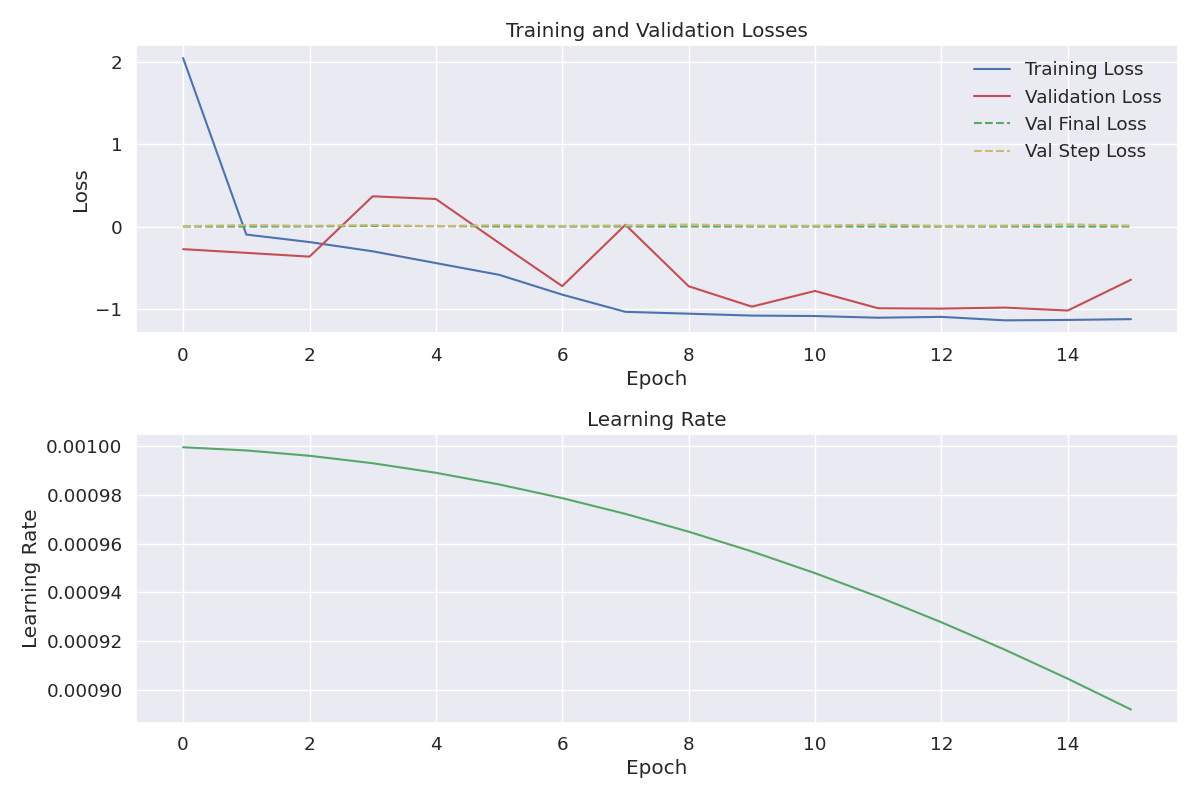 Training and Validation Losses
2
1
0
−1
Loss
Training Loss
Validation Loss
Val Final Loss
Val Step Loss
0 2 4 6 8 10 12 14
Epoch
Learning Rate
0.00100
0.00098
0.00096
0.00094
0.00092
0.00090
Learning Rate
0 2 4 6 8 10 12 14
Epoch